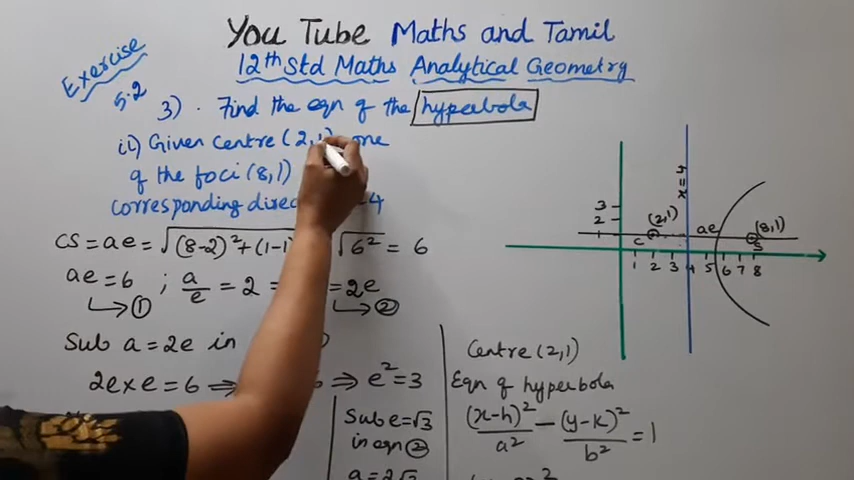 You Tube Maths and Tamil
12th Std Maths Analytical Geometry
Exercise
5.2
3). Find the eqn of the hyperbola
ii) Given centre (2,1) one
of the foci (8,1)
corresponding 4
CS = ae = √(8-2)²+(1-1 √6² = 6
ae = 6 ; a/e = 2 = = 2e
①
②
Sub a = 2e in
2e×e = 6 ⇒ ⇒ e² = 3
Sub e = √3
in eqn ②
Centre (2,1)
Eqn of hyperbola
(x-h)²/a² - (y-k)²/b² = 1
x=4
3
2
(2,1)
ae
(8,1)
C
S
1 2 3 4 5 6 7 8